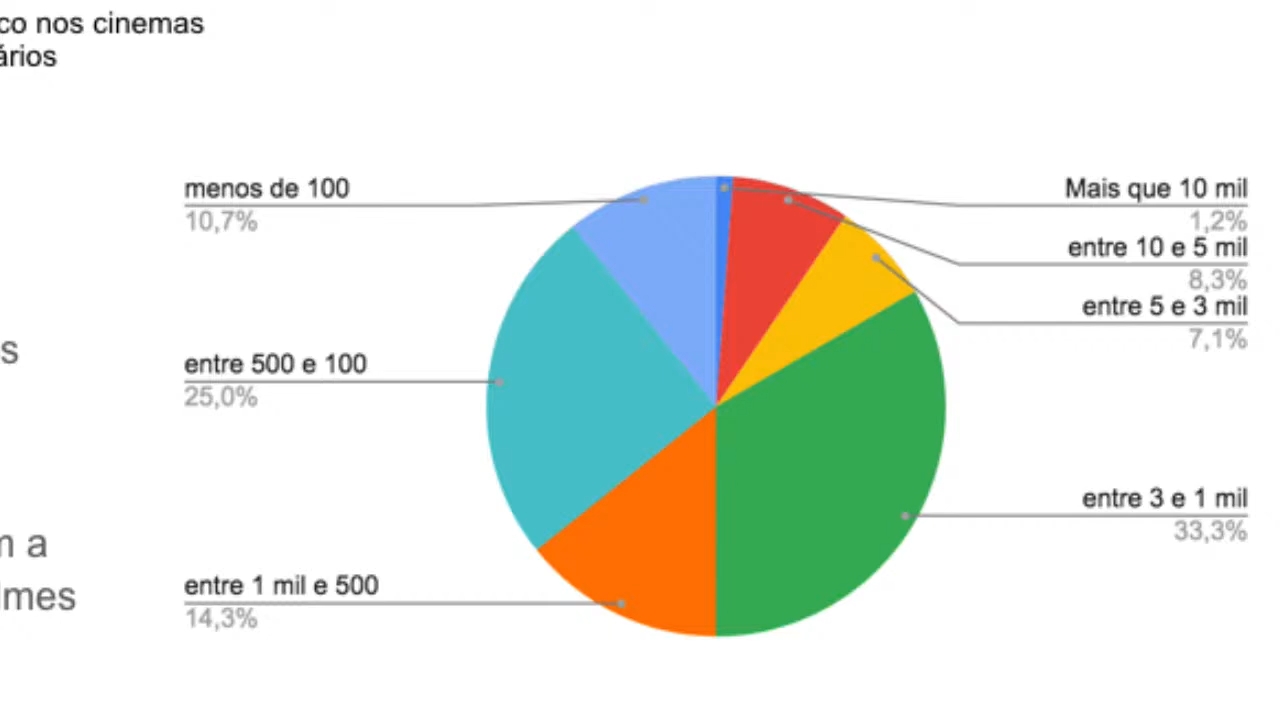 co nos cinemas
ários
menos de 100
10,7%
entre 500 e 100
25,0%
entre 1 mil e 500
14,3%
Mais que 10 mil
1,2%
entre 10 e 5 mil
8,3%
entre 5 e 3 mil
7,1%
entre 3 e 1 mil
33,3%
s
m a
lmes